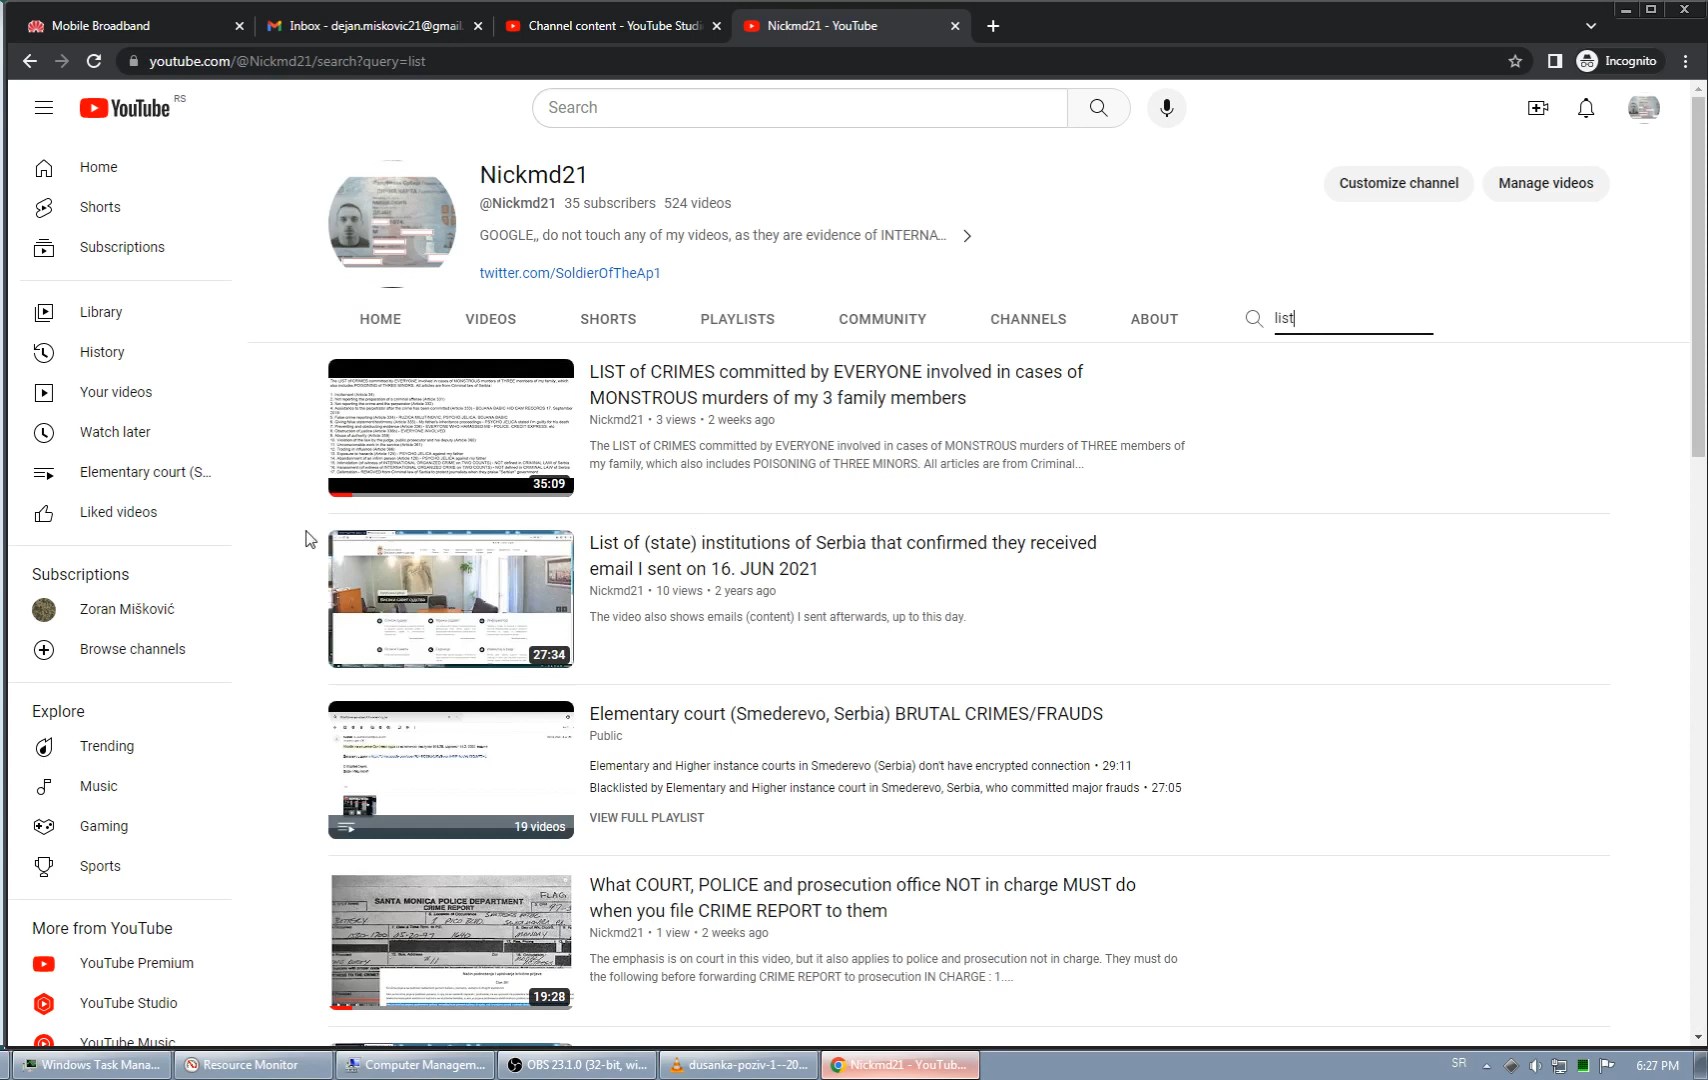 Mobile Broadband
Inbox - dejan.miskovic21@gmail.
Channel content - YouTube Studi
Nickmd21 - YouTube
youtube.com/@Nickmd21/search?query=list
Incognito
YouTube RS
Search
Home
Shorts
Subscriptions
Library
History
Your videos
Watch later
Elementary court (S...
Liked videos
Subscriptions
Zoran Mišković
Browse channels
Explore
Trending
Music
Gaming
Sports
More from YouTube
YouTube Premium
YouTube Studio
YouTube Music
Nickmd21
@Nickmd21 35 subscribers 524 videos
GOOGLE,, do not touch any of my videos, as they are evidence of INTERNA...
twitter.com/SoldierOfTheAp1
Customize channel
Manage videos
HOME VIDEOS SHORTS PLAYLISTS COMMUNITY CHANNELS ABOUT list
35:09
LIST of CRIMES committed by EVERYONE involved in cases of
MONSTROUS murders of my 3 family members
Nickmd21 • 3 views • 2 weeks ago
The LIST of CRIMES committed by EVERYONE involved in cases of MONSTROUS murders of THREE members of
my family, which also includes POISONING of THREE MINORS. All articles are from Criminal...
27:34
List of (state) institutions of Serbia that confirmed they received
email I sent on 16. JUN 2021
Nickmd21 • 10 views • 2 years ago
The video also shows emails (content) I sent afterwards, up to this day.
19 videos
Elementary court (Smederevo, Serbia) BRUTAL CRIMES/FRAUDS
Public
Elementary and Higher instance courts in Smederevo (Serbia) don't have encrypted connection • 29:11
Blacklisted by Elementary and Higher instance court in Smederevo, Serbia, who committed major frauds • 27:05
VIEW FULL PLAYLIST
SANTA MONICA POLICE DEPARTMENT
CRIME REPORT
19:28
What COURT, POLICE and prosecution office NOT in charge MUST do
when you file CRIME REPORT to them
Nickmd21 • 1 view • 2 weeks ago
The emphasis is on court in this video, but it also applies to police and prosecution not in charge. They must do
the following before forwarding CRIME REPORT to prosecution IN CHARGE : 1....
Windows Task Mana...
Resource Monitor
Computer Managem...
OBS 23.1.0 (32-bit, wi...
dusanka-poziv-1--20...
Nickmd21 - YouTub...
SR
6:27 PM